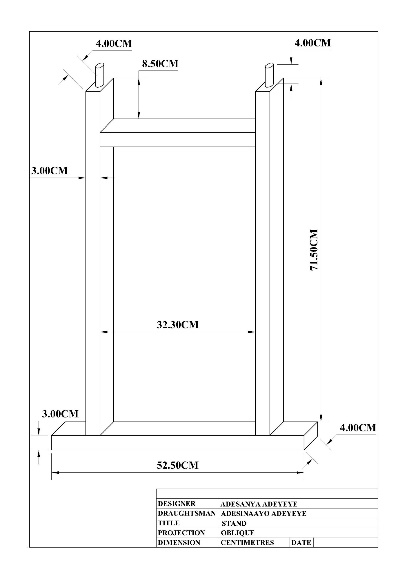 4.00CM
4.00CM
8.50CM
3.00CM
71.50CM
32.30CM
3.00CM
4.00CM
52.50CM
DESIGNER ADESANYA ADEYEYE
DRAUGHTSMAN ADESINAAYO ADEYEYE
TITLE STAND
PROJECTION OBLIQUE
DIMENSION CENTIMETRES DATE